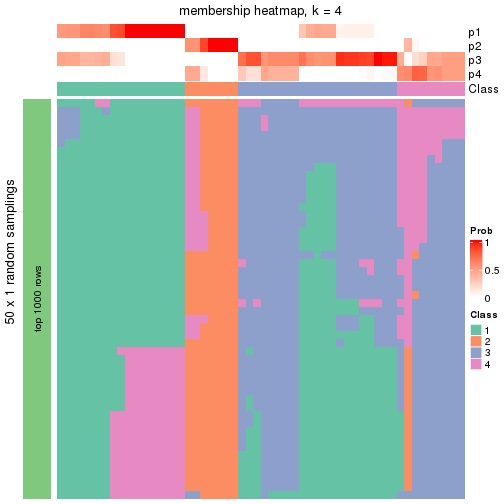 membership heatmap, k = 4
p1
p2
p3
p4
Class
50 x 1 random samplings
top 1000 rows
Prob
1
0.5
0
Class
1
2
3
4